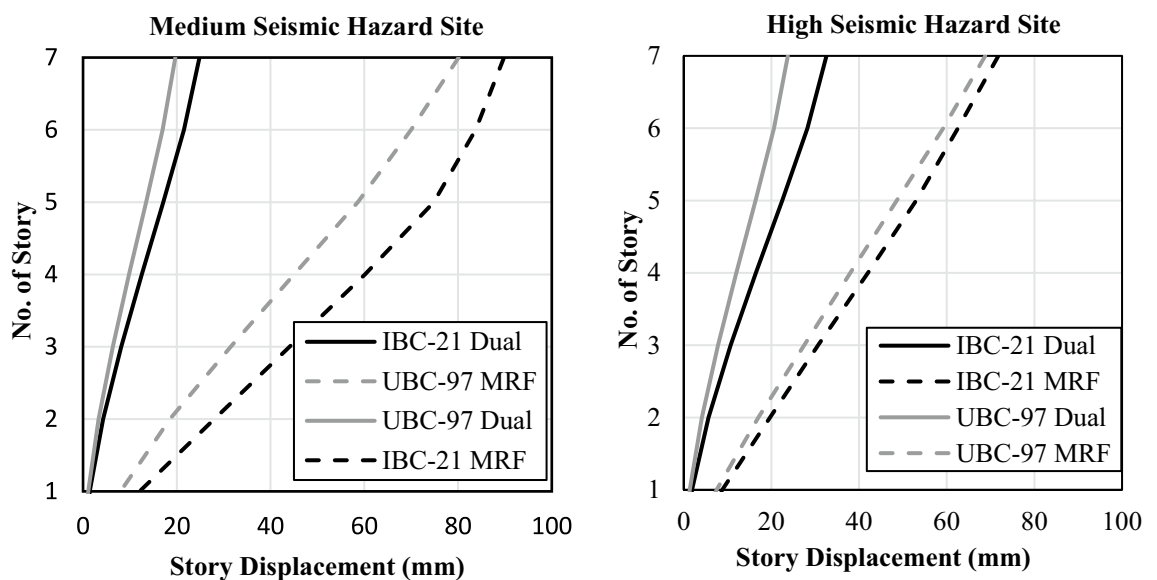 Medium Seismic Hazard Site
No. of Story
7
6
5
4
3
2
1
IBC-21 Dual
UBC-97 MRF
UBC-97 Dual
IBC-21 MRF
0 20 40 60 80 100
Story Displacement (mm)
High Seismic Hazard Site
No. of Story
7
6
5
4
3
2
1
IBC-21 Dual
IBC-21 MRF
UBC-97 Dual
UBC-97 MRF
0 20 40 60 80 100
Story Displacement (mm)